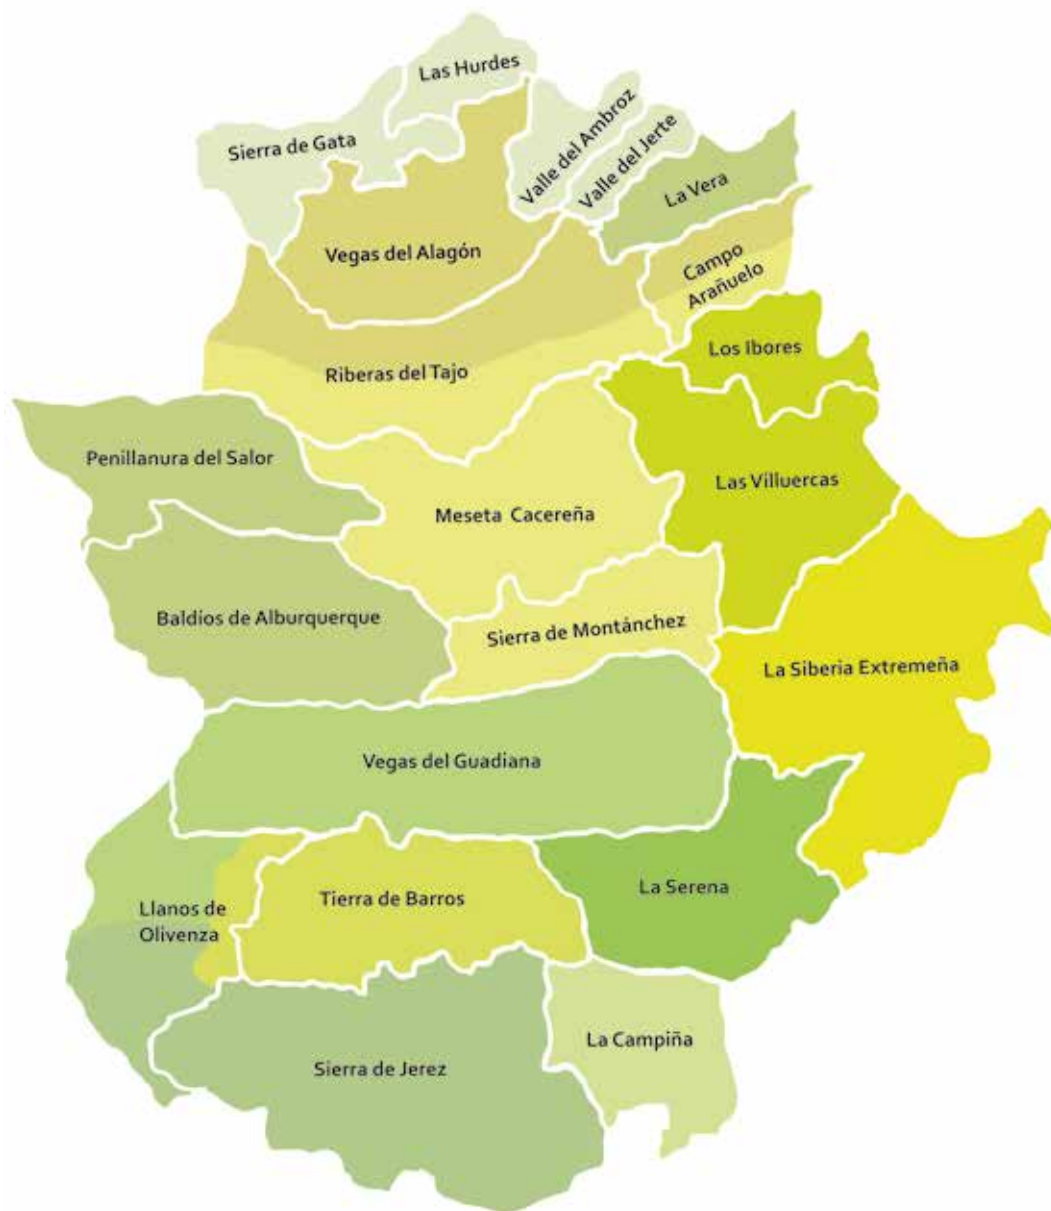 Las Hurdes
Sierra de Gata
Valle del Ambroz
Valle del Jerte
La Vera
Vegas del Alagón
Campo
Arañuelo
Los Ibores
Riberas del Tajo
Penillanura del Salor
Las Villuercas
Meseta Cacereña
Baldíos de Alburquerque
Sierra de Montánchez
La Siberia Extremeña
Vegas del Guadiana
La Serena
Tierra de Barros
Llanos de
Olivenza
La Campiña
Sierra de Jerez